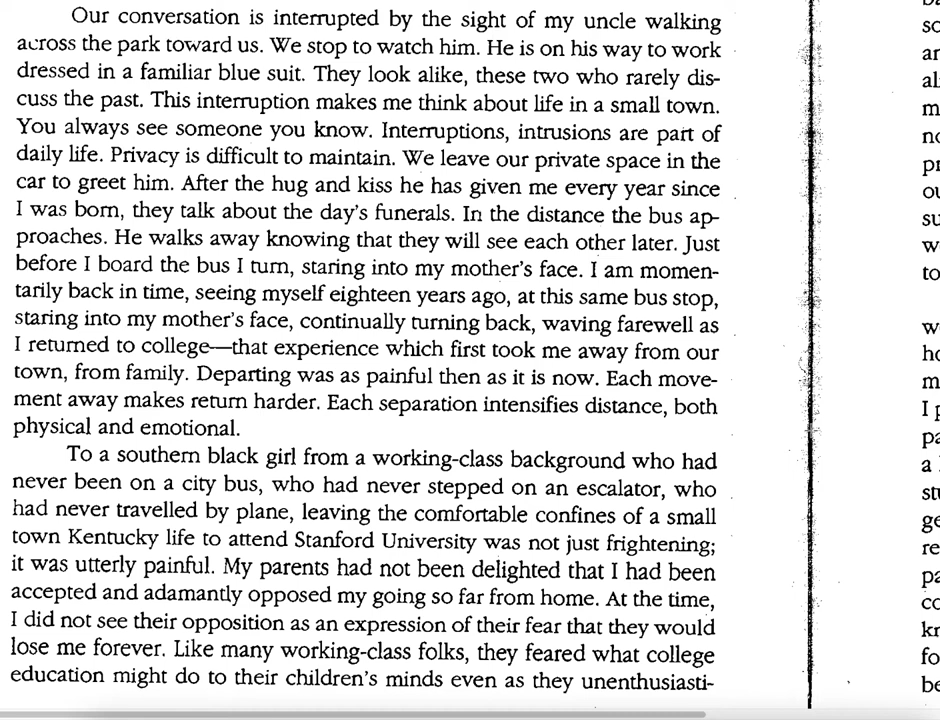 Our conversation is interrupted by the sight of my uncle walking
across the park toward us. We stop to watch him. He is on his way to work
dressed in a familiar blue suit. They look alike, these two who rarely dis-
cuss the past. This interruption makes me think about life in a small town.
You always see someone you know. Interruptions, intrusions are part of
daily life. Privacy is difficult to maintain. We leave our private space in the
car to greet him. After the hug and kiss he has given me every year since
I was born, they talk about the day's funerals. In the distance the bus ap-
proaches. He walks away knowing that they will see each other later. Just
before I board the bus I turn, staring into my mother's face. I am momen-
tarily back in time, seeing myself eighteen years ago, at this same bus stop,
staring into my mother's face, continually turning back, waving farewell as
I returned to college—that experience which first took me away from our
town, from family. Departing was as painful then as it is now. Each move-
ment away makes return harder. Each separation intensifies distance, both
physical and emotional.
To a southern black girl from a working-class background who had
never been on a city bus, who had never stepped on an escalator, who
had never travelled by plane, leaving the comfortable confines of a small
town Kentucky life to attend Stanford University was not just frightening;
it was utterly painful. My parents had not been delighted that I had been
accepted and adamantly opposed my going so far from home. At the time,
I did not see their opposition as an expression of their fear that they would
lose me forever. Like many working-class folks, they feared what college
education might do to their children's minds even as they unenthusiasti-